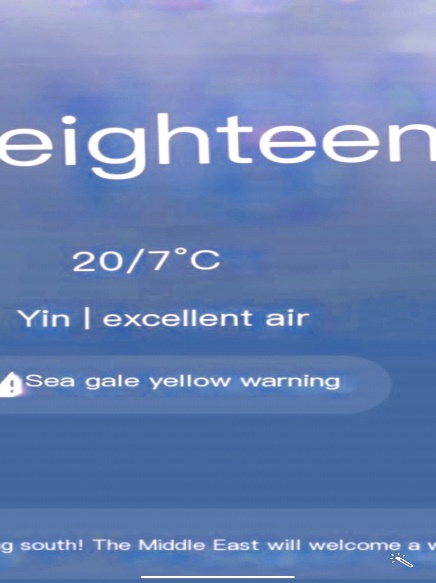 eighteen
20/7°C
Yin | excellent air
Sea gale yellow warning
south! The Middle East will welcome a